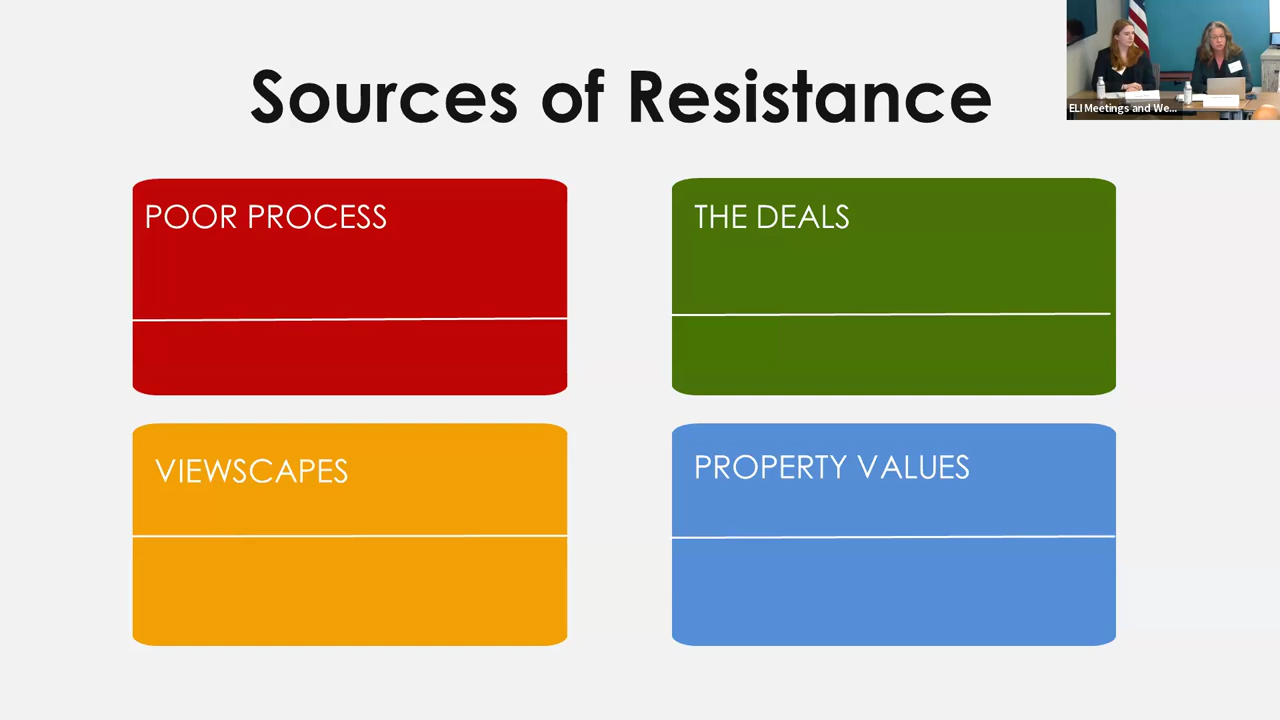 Sources of Resistance
ELI Meetings and We...
POOR PROCESS
THE DEALS
VIEWSCAPES
PROPERTY VALUES